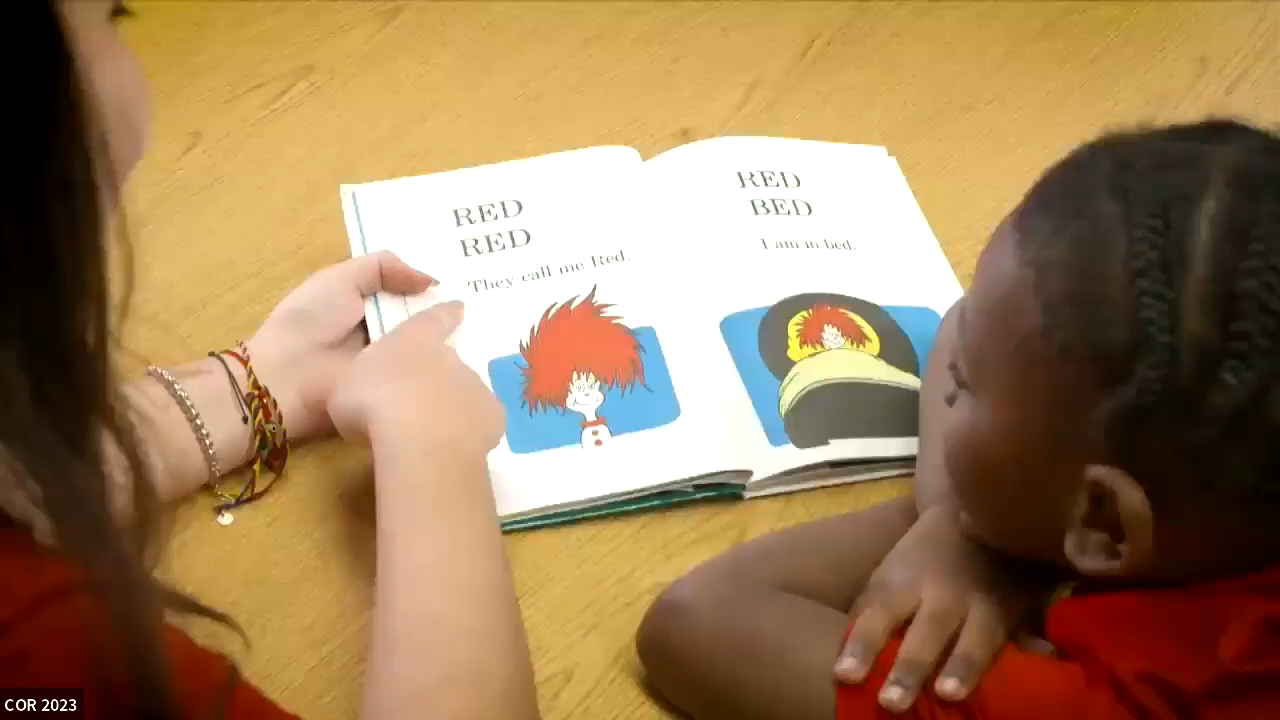 RED
RED
They call me Red.
RED
BED
I am in bed.
COR 2023